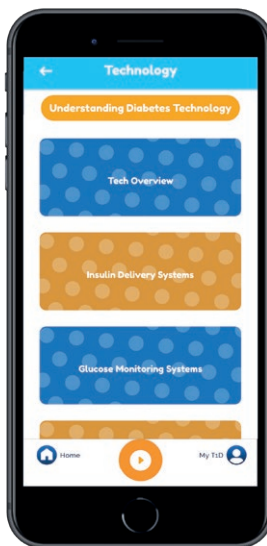 Technology
Understanding Diabetes Technology
Tech Overview
Insulin Delivery Systems
Glucose Monitoring Systems
Home
My T1D